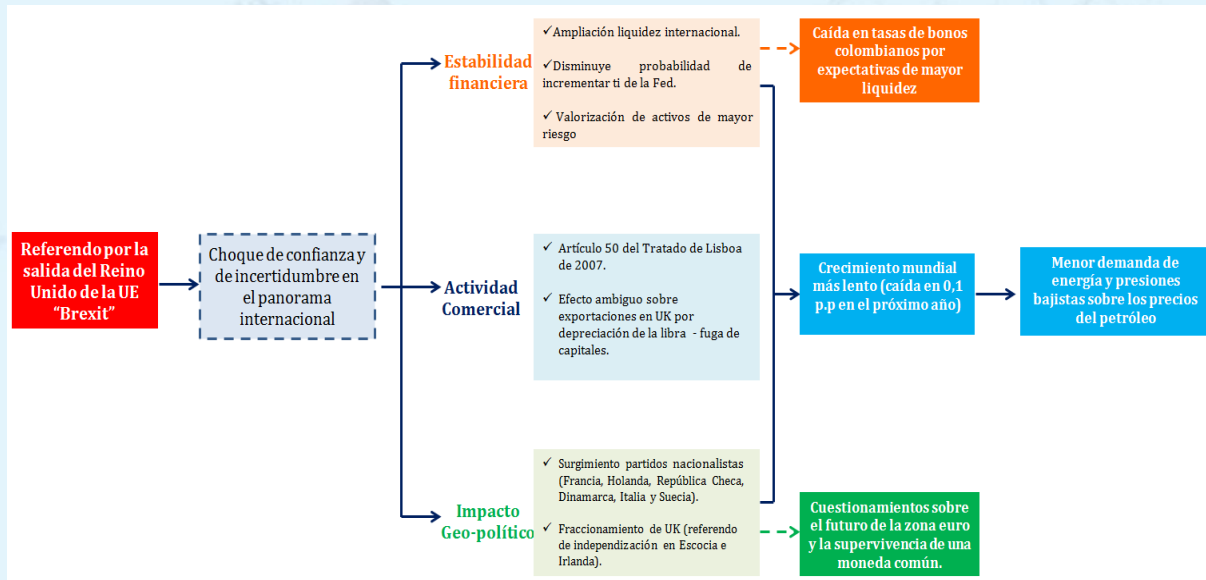 Referendo por la
salida del Reino
Unido de la UE
“Brexit”
Choque de confianza y
de incertidumbre en
el panorama
internacional
Estabilidad
financiera
✓Ampliación liquidez internacional.
✓Disminuye probabilidad de
incrementar ti de la Fed.
✓ Valorización de activos de mayor
riesgo
Caída en tasas de bonos
colombianos por
expectativas de mayor
liquidez
Actividad
Comercial
✓ Artículo 50 del Tratado de Lisboa
de 2007.
✓ Efecto ambiguo sobre
exportaciones en UK por
depreciación de la libra - fuga de
capitales.
Crecimiento mundial
más lento (caída en 0,1
p.p en el próximo año)
Menor demanda de
energía y presiones
bajistas sobre los precios
del petróleo
Impacto
Geo-político
✓ Surgimiento partidos nacionalistas
(Francia, Holanda, República Checa,
Dinamarca, Italia y Suecia).
✓ Fraccionamiento de UK (referendo
de independización en Escocia e
Irlanda).
Cuestionamientos sobre
el futuro de la zona euro
y la supervivencia de una
moneda común.